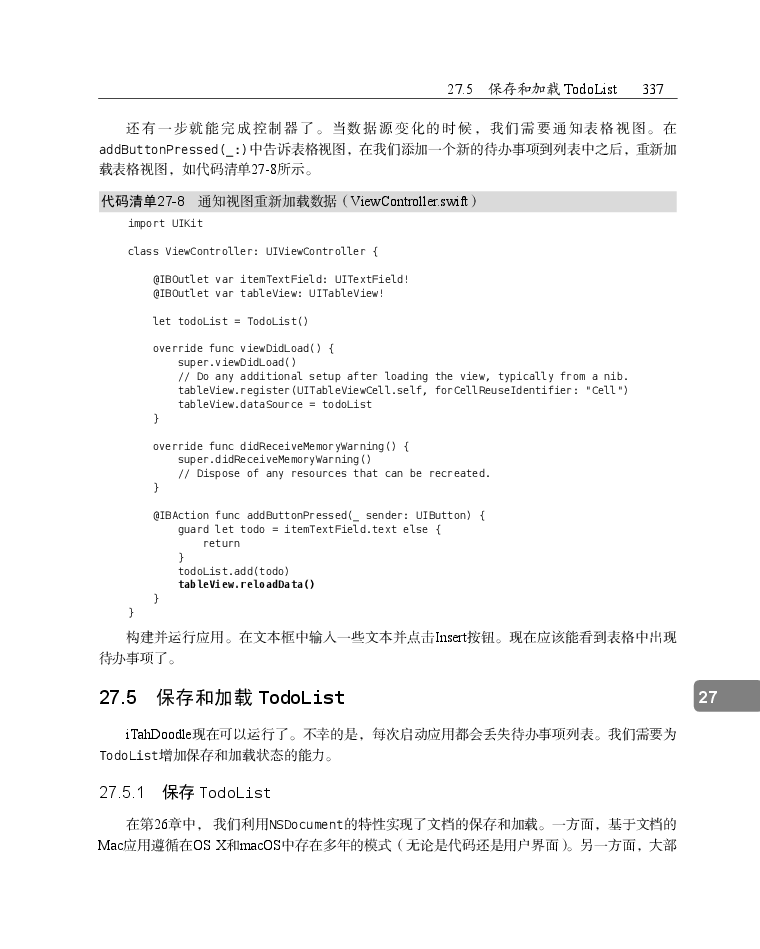 27.5 保存和加载 TodoList 337
还有一步就能完成控制器了。当数据源变化的时候，我们需要通知表格视图。在
addButtonPressed(_:)中告诉表格视图，在我们添加一个新的待办事项到列表中之后，重新加
载表格视图，如代码清单27-8所示。
代码清单27-8 通知视图重新加载数据（ViewController.swift）
import UIKit
class ViewController: UIViewController {
@IBOutlet var itemTextField: UITextField!
@IBOutlet var tableView: UITableView!
let todoList = TodoList()
override func viewDidLoad() {
super.viewDidLoad()
// Do any additional setup after loading the view, typically from a nib.
tableView.register(UITableViewCell.self, forCellReuseIdentifier: "Cell")
tableView.dataSource = todoList
}
override func didReceiveMemoryWarning() {
super.didReceiveMemoryWarning()
// Dispose of any resources that can be recreated.
}
@IBAction func addButtonPressed(_ sender: UIButton) {
guard let todo = itemTextField.text else {
return
}
todoList.add(todo)
tableView.reloadData()
}
}
构建并运行应用。在文本框中输入一些文本并点击Insert按钮。现在应该能看到表格中出现
待办事项了。
27.5 保存和加载 TodoList
27
iTahDoodle现在可以运行了。不幸的是，每次启动应用都会丢失待办事项列表。我们需要为
TodoList增加保存和加载状态的能力。
27.5.1 保存 TodoList
在第26章中，我们利用NSDocument的特性实现了文档的保存和加载。一方面，基于文档的
Mac应用遵循在OS X和macOS中存在多年的模式（无论是代码还是用户界面）。另一方面，大部